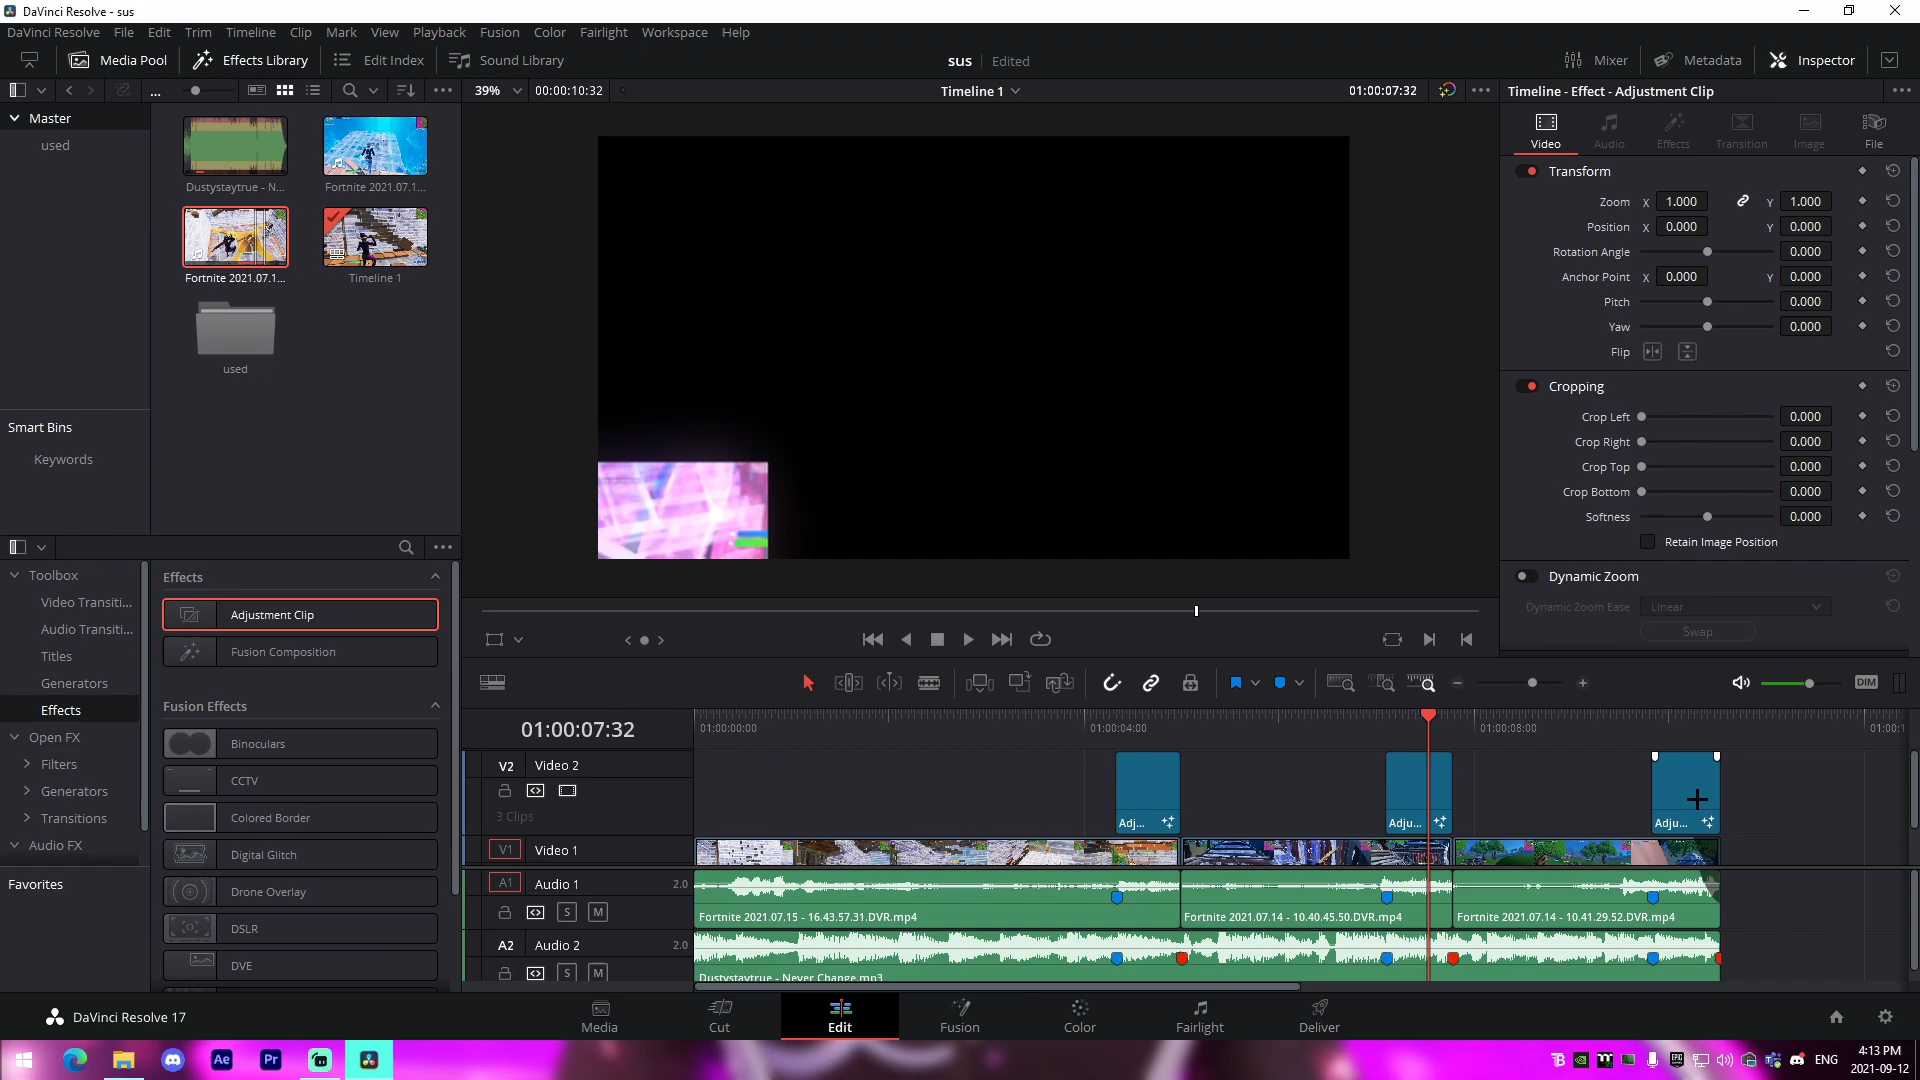 DaVinci Resolve - sus
DaVinci Resolve File Edit Trim Timeline Clip Mark View Playback Fusion Color Fairlight Workspace Help
Media Pool Effects Library Edit Index Sound Library sus Edited Mixer Metadata Inspector
... 39% 00:00:10:32 Timeline 1 01:00:07:32 Timeline - Effect - Adjustment Clip
Master
used
Dustystaytrue - N...
Fortnite 2021.07.1...
Fortnite 2021.07.1...
Timeline 1
used
Smart Bins
Keywords
Video Audio Effects Transition Image File
Transform
Zoom X 1.000 Y 1.000
Position X 0.000 Y 0.000
Rotation Angle 0.000
Anchor Point X 0.000 Y 0.000
Pitch 0.000
Yaw 0.000
Flip
Cropping
Crop Left 0.000
Crop Right 0.000
Crop Top 0.000
Crop Bottom 0.000
Softness 0.000
Retain Image Position
Dynamic Zoom
Dynamic Zoom Ease Linear
Swap
Toolbox
Video Transiti...
Audio Transiti...
Titles
Generators
Effects
Open FX
Filters
Generators
Transitions
Audio FX
Favorites
Effects
Adjustment Clip
Fusion Composition
Fusion Effects
Binoculars
CCTV
Colored Border
Digital Glitch
Drone Overlay
DSLR
DVE
DIM
01:00:07:32 01:00:00:00 01:00:04:00 01:00:08:00 01:00:1
V2 Video 2
3 Clips
Adj... Adju... Adju...
V1 Video 1
A1 Audio 1 2.0
S M
Fortnite 2021.07.15 - 16.43.57.31.DVR.mp4 Fortnite 2021.07.14 - 10.40.45.50.DVR.mp4 Fortnite 2021.07.14 - 10.41.29.52.DVR.mp4
A2 Audio 2 2.0
S M
Dustystaytrue - Never Change.mp3
DaVinci Resolve 17
Media Cut Edit Fusion Color Fairlight Deliver
Ae Pr
ENG
4:13 PM
2021-09-12